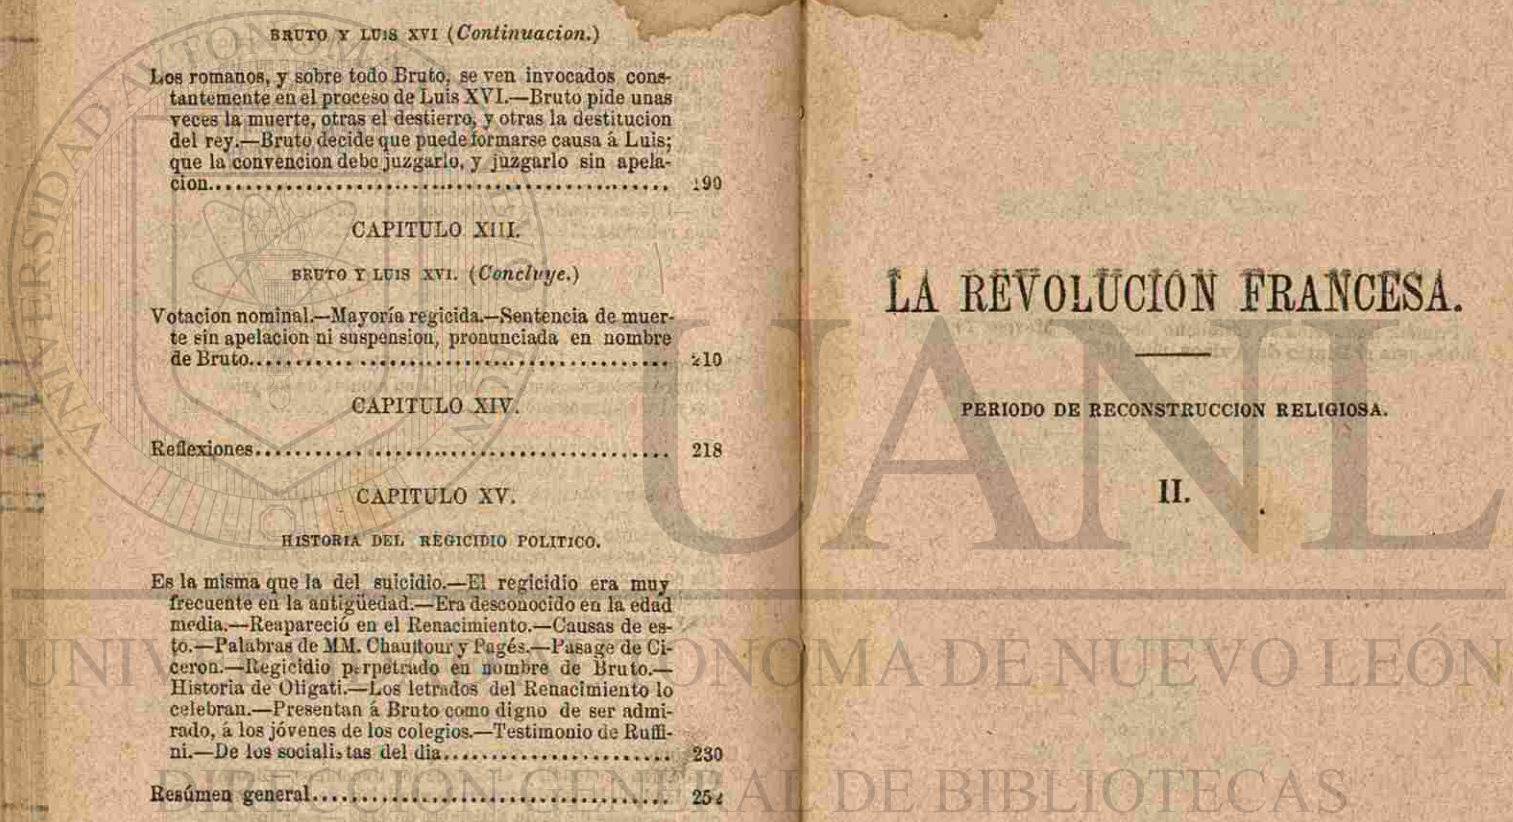 BRUTO Y LUIS XVI (Continuacion.)
Los romanos, y sobre todo Bruto, se ven invocados cons-
tantemente en el proceso de Luis XVI.—Bruto pide unas
veces la muerte, otras el destierro, y otras la destitucion
del rey.—Bruto decide que puede formarse causa á Luis;
que la convencion debe juzgarlo, y juzgarlo sin apela-
cion................................................ 190
CAPITULO XIII.
BRUTO Y LUIS XVI. (Concluye.)
Votacion nominal.—Mayoría regicida.—Sentencia de muer-
te sin apelacion ni suspension, pronunciada en nombre
de Bruto................................................ 210
CAPITULO XIV.
Reflexiones................................................ 218
CAPITULO XV.
HISTORIA DEL REGICIDIO POLITICO.
Es la misma que la del suicidio.—El regicidio era muy
frecuente en la antigüedad.—Era desconocido en la edad
media.—Reapareció en el Renacimiento.—Causas de es-
to.—Palabras de MM. Chauffour y Pagés.—Pasage de Ci-
ceron.—Regicidio perpetrado en nombre de Bruto.—
Historia de Oligati.—Los letrados del Renacimiento lo
celebran.—Presentan á Bruto como digno de ser admi-
rado, á los jóvenes de los colegios.—Testimonio de Ruffi-
ni.—De los socialistas del dia........................ 230
Resúmen general........................................ 252
LA REVOLUCION FRANCESA.
PERIODO DE RECONSTRUCCION RELIGIOSA.
II.
UANL
UNIVERSIDAD AUTÓNOMA DE NUEVO LEÓN
DIRECCIÓN GENERAL DE BIBLIOTECAS